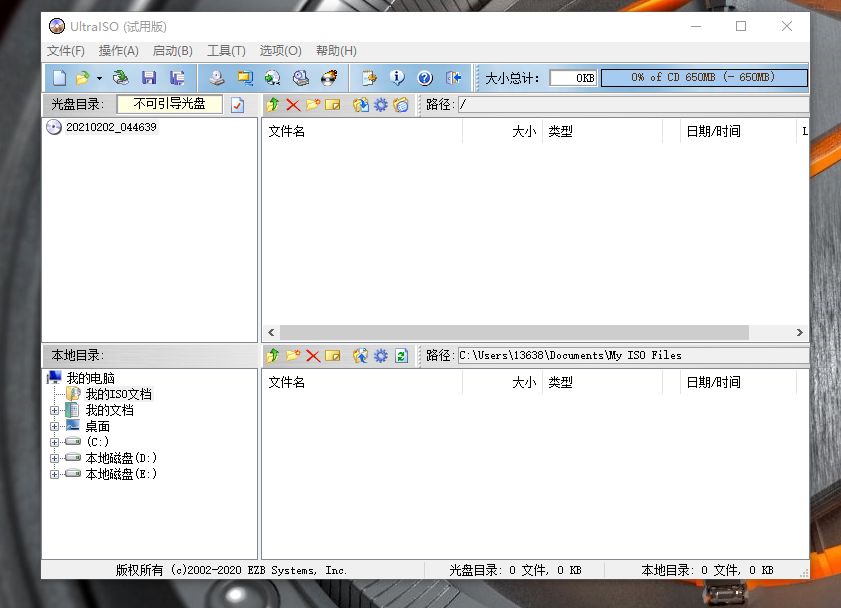 UltraISO (试用版)
文件(F) 操作(A) 启动(B) 工具(T) 选项(O) 帮助(H)
大小总计: 0KB 0% of CD 650MB (- 650MB)
光盘目录: 不可引导光盘 路径: /
20210202_044639
文件名 大小 类型 日期/时间 L
本地目录: 路径: C:\Users\13638\Documents\My ISO Files
我的电脑
我的ISO文档
我的文档
桌面
(C:)
本地磁盘(D:)
本地磁盘(E:)
文件名 大小 类型 日期/时间
版权所有 (c)2002-2020 EZB Systems, Inc. 光盘目录: 0 文件, 0 KB 本地目录: 0 文件, 0 KB